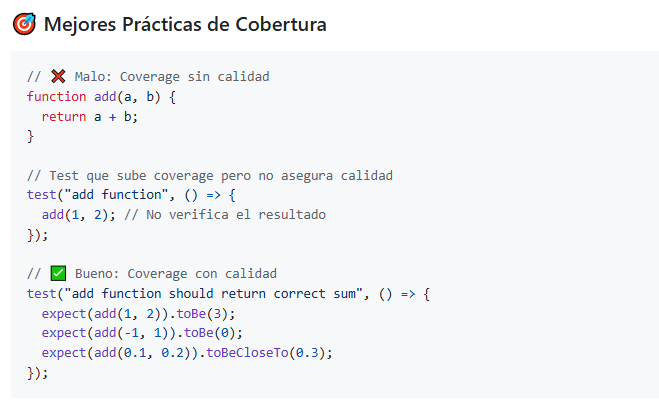 🎯 Mejores Prácticas de Cobertura
// ❌ Malo: Coverage sin calidad
function add(a, b) {
  return a + b;
}
// Test que sube coverage pero no asegura calidad
test("add function", () => {
  add(1, 2); // No verifica el resultado
});
// ✅ Bueno: Coverage con calidad
test("add function should return correct sum", () => {
  expect(add(1, 2)).toBe(3);
  expect(add(-1, 1)).toBe(0);
  expect(add(0.1, 0.2)).toBeCloseTo(0.3);
});